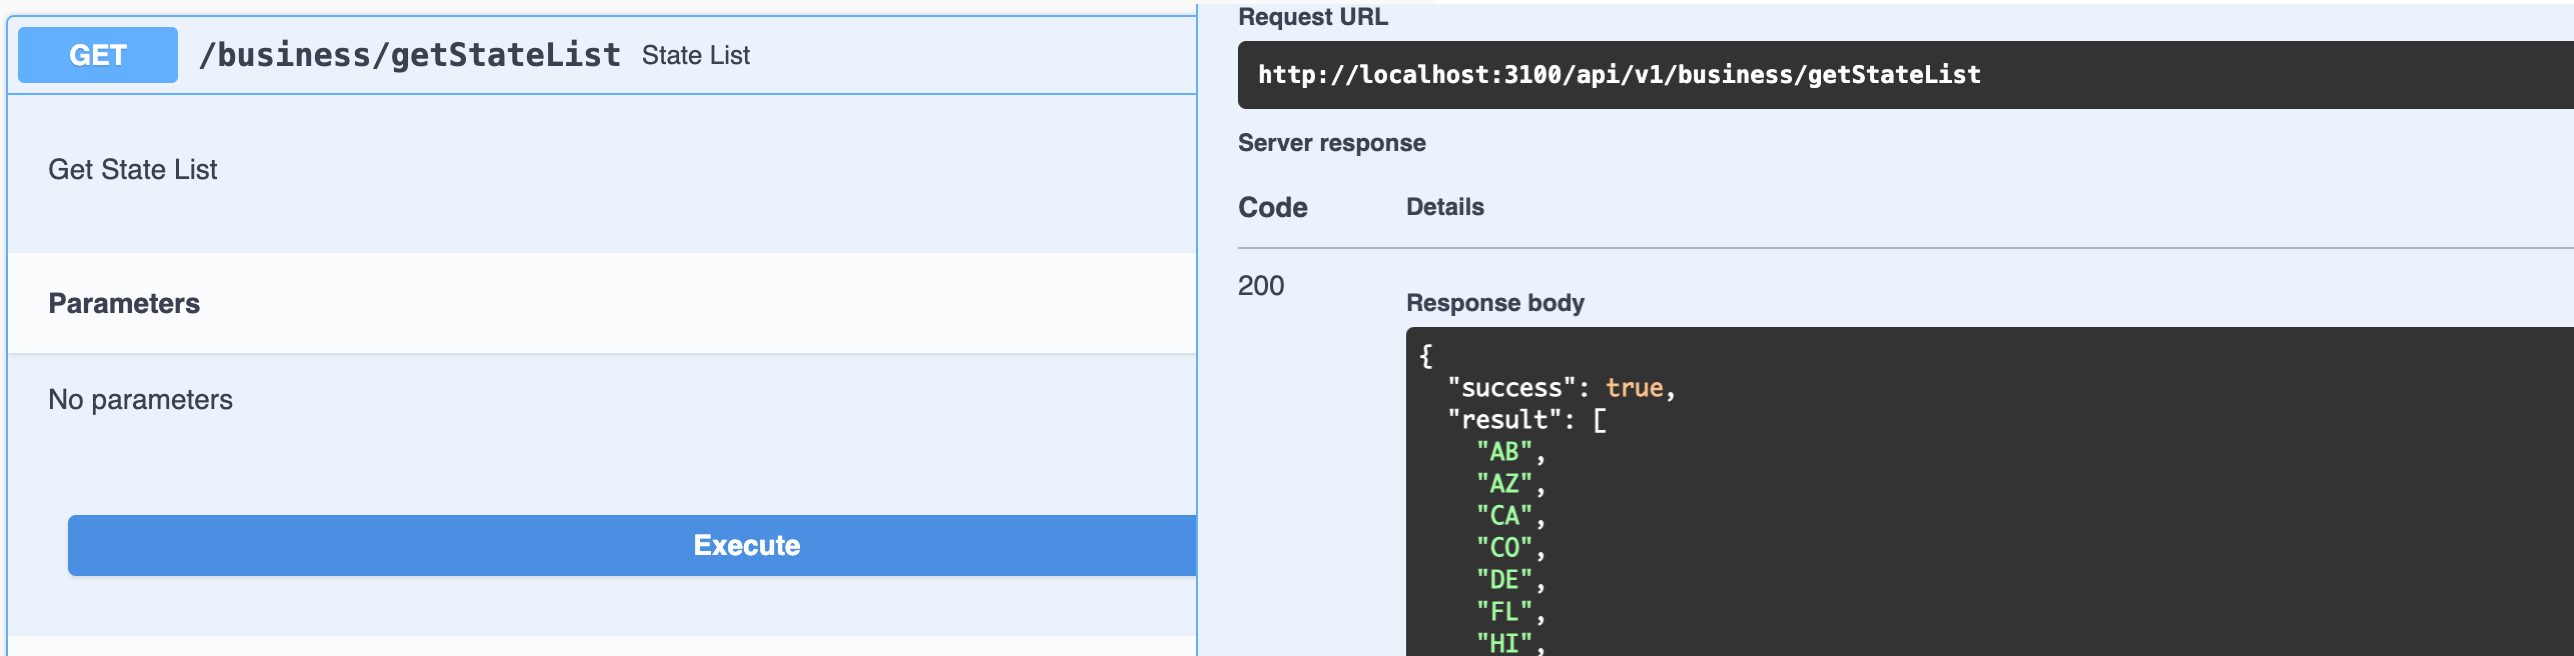 GET /business/getStateList State List
Get State List
Parameters
No parameters
Execute
Request URL
http://localhost:3100/api/v1/business/getStateList
Server response
Code Details
200
Response body
{
"success": true,
"result": [
"AB",
"AZ",
"CA",
"CO",
"DE",
"FL",
"HI",